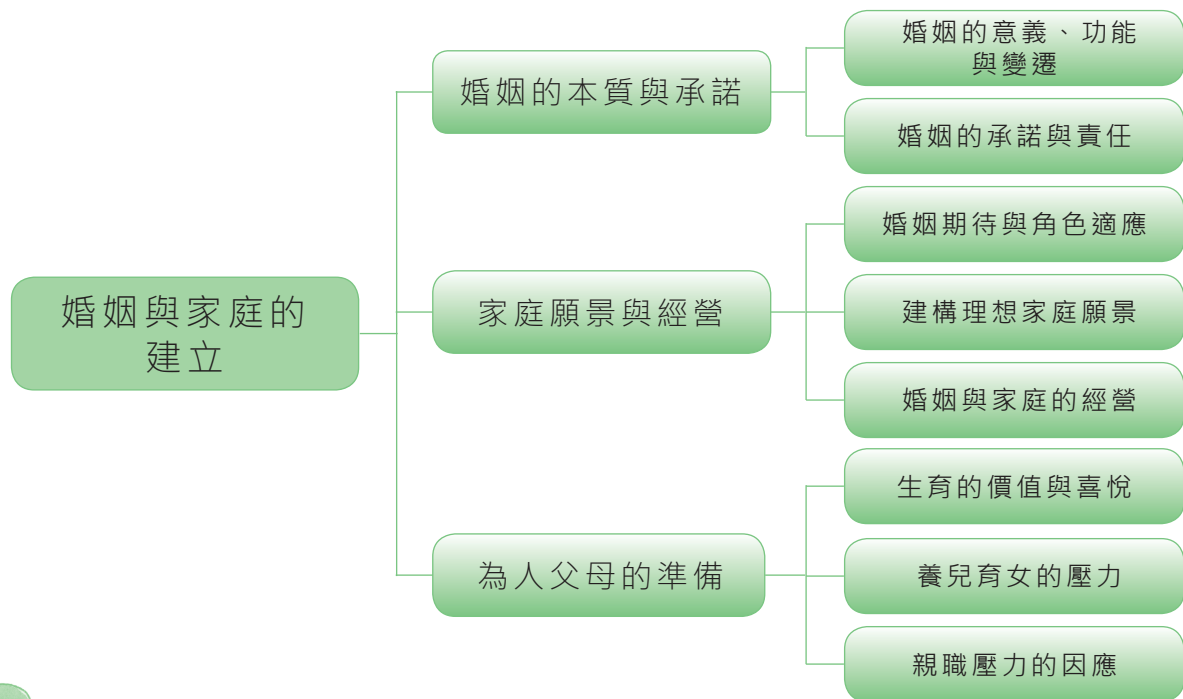 婚姻與家庭的
建立
婚姻的本質與承諾
婚姻的意義、功能
與變遷
婚姻的承諾與責任
家庭願景與經營
婚姻期待與角色適應
建構理想家庭願景
婚姻與家庭的經營
為人父母的準備
生育的價值與喜悅
養兒育女的壓力
親職壓力的因應